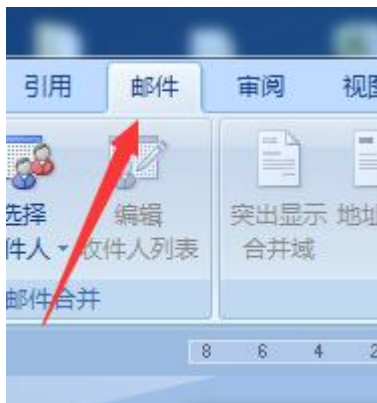 引用 邮件 审阅 视图
选择 编辑 突出显示 地址
件人 收件人列表 合并域
邮件合并
8 6 4 2